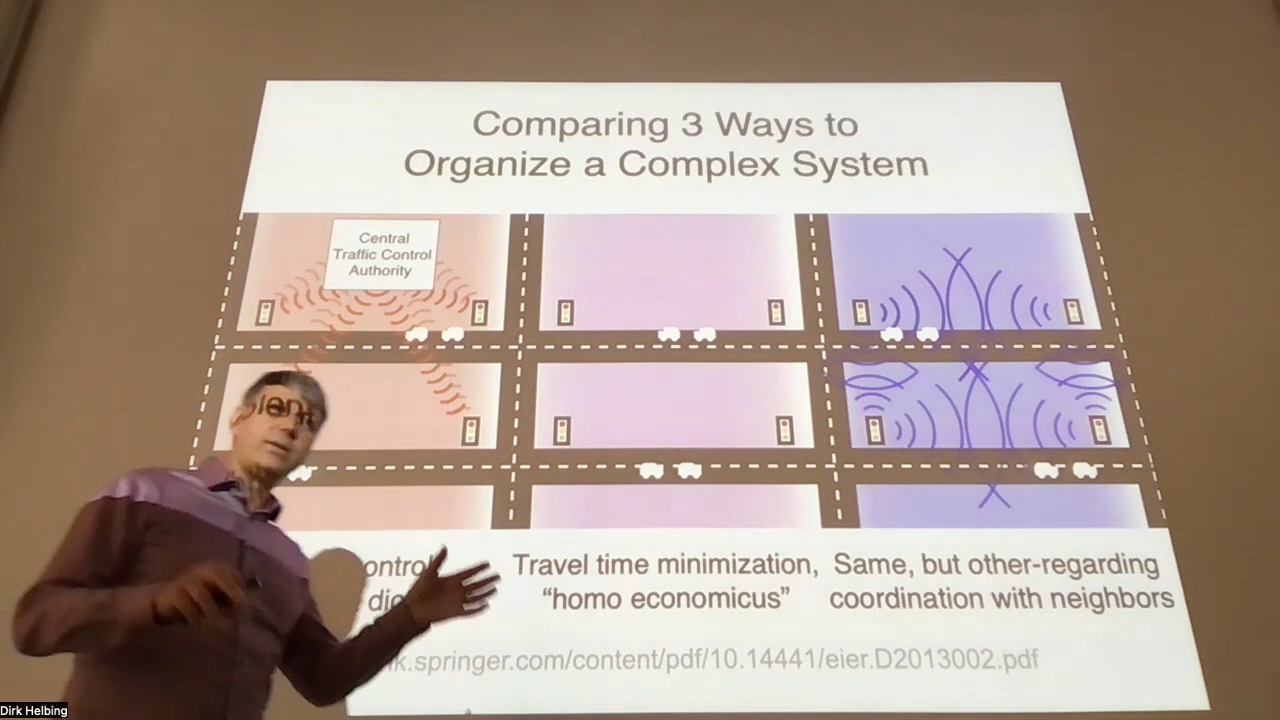 Comparing 3 Ways to
Organize a Complex System
Central
Traffic Control
Authority
Travel time minimization,
“homo economicus”
Same, but other-regarding
coordination with neighbors
.springer.com/content/pdf/10.14441/eier.D2013002.pdf
Dirk Helbing